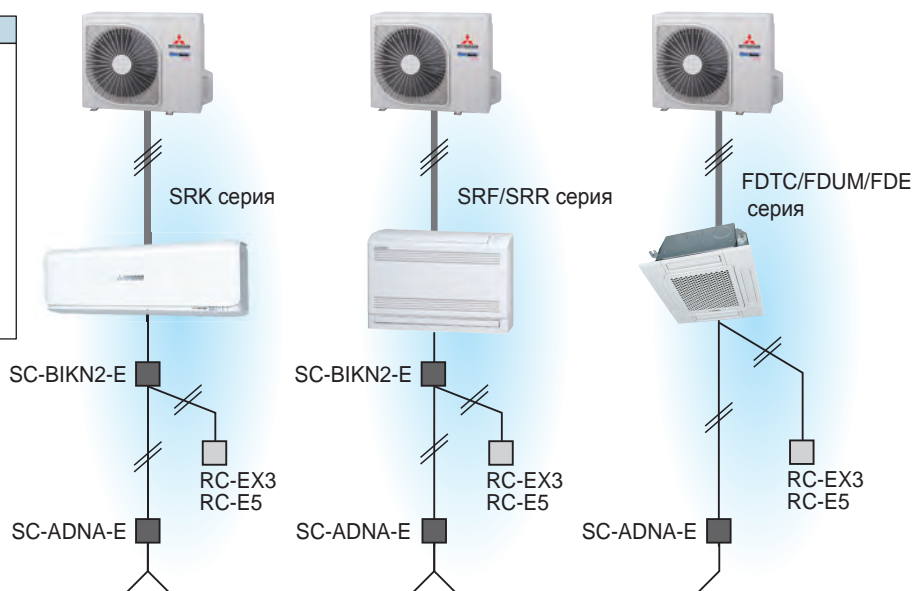 SRK серия
SRF/SRR серия
FDTC/FDUM/FDE
серия
SC-BIKN2-E
SC-BIKN2-E
RC-EX3
RC-E5
RC-EX3
RC-E5
RC-EX3
RC-E5
SC-ADNA-E
SC-ADNA-E
SC-ADNA-E